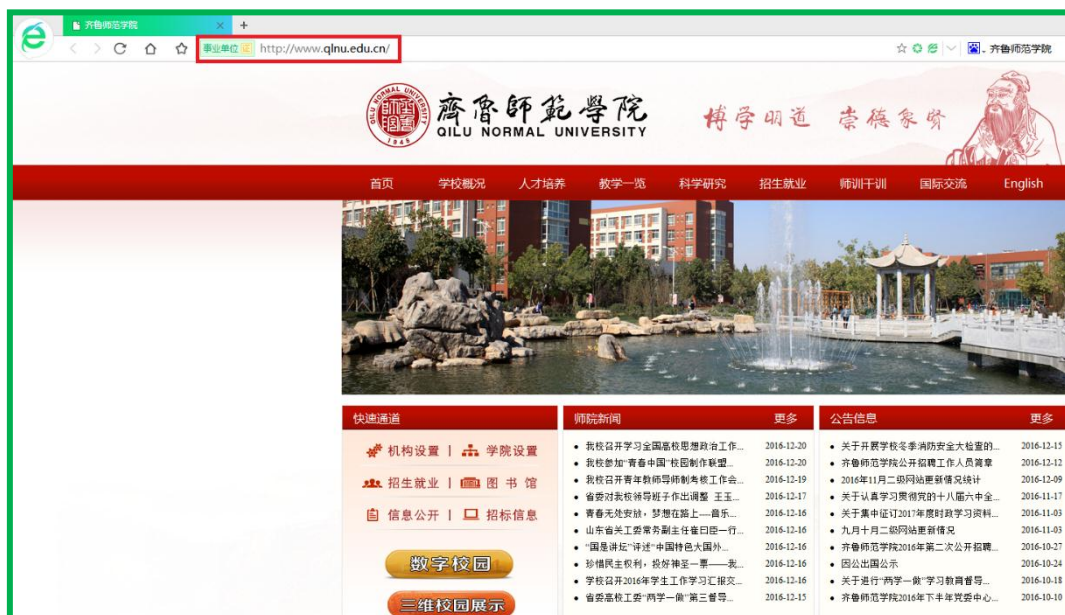 齐鲁师范学院
事业单位 证 http://www.qlnu.edu.cn/
齐鲁师范学院
齊魯師範學院
QILU NORMAL UNIVERSITY
QILU NORMAL UNIVERSITY
1948
博学明道 崇德象贤
首页 学校概况 人才培养 教学一览 科学研究 招生就业 师训干训 国际交流 English
快速通道
机构设置 | 学院设置
招生就业 | 图 书 馆
信息公开 | 招标信息
数字校园
三维校园展示
师院新闻 更多
我校召开学习全国高校思想政治工作... 2016-12-20
我校参加“青春中国”校园制作联盟... 2016-12-20
我校召开青年教师导师制考核工作会... 2016-12-19
省委对我校领导班子作出调整 王玉... 2016-12-17
青春无处安放，梦想在路上——音乐... 2016-12-16
山东省关工委常务副主任崔曰臣一行... 2016-12-16
“国是讲坛”评述“中国特色大国外... 2016-12-16
珍惜民主权利，投好神圣一票——我... 2016-12-16
学校召开2016年学生工作学习汇报交... 2016-12-16
省委高校工委“两学一做”第三督导... 2016-12-15
公告信息 更多
关于开展学校冬季消防安全大检查的... 2016-12-15
齐鲁师范学院公开招聘工作人员简章 2016-12-12
2016年11月二级网站更新情况统计 2016-12-09
关于认真学习贯彻党的十八届六中全... 2016-11-17
关于集中征订2017年度时政学习资料... 2016-11-03
九月十月二级网站更新情况 2016-11-03
齐鲁师范学院2016年第二次公开招聘... 2016-10-27
因公出国公示 2016-10-24
关于进行“两学一做”学习教育督导... 2016-10-18
齐鲁师范学院2016年下半年党委中心... 2016-10-10